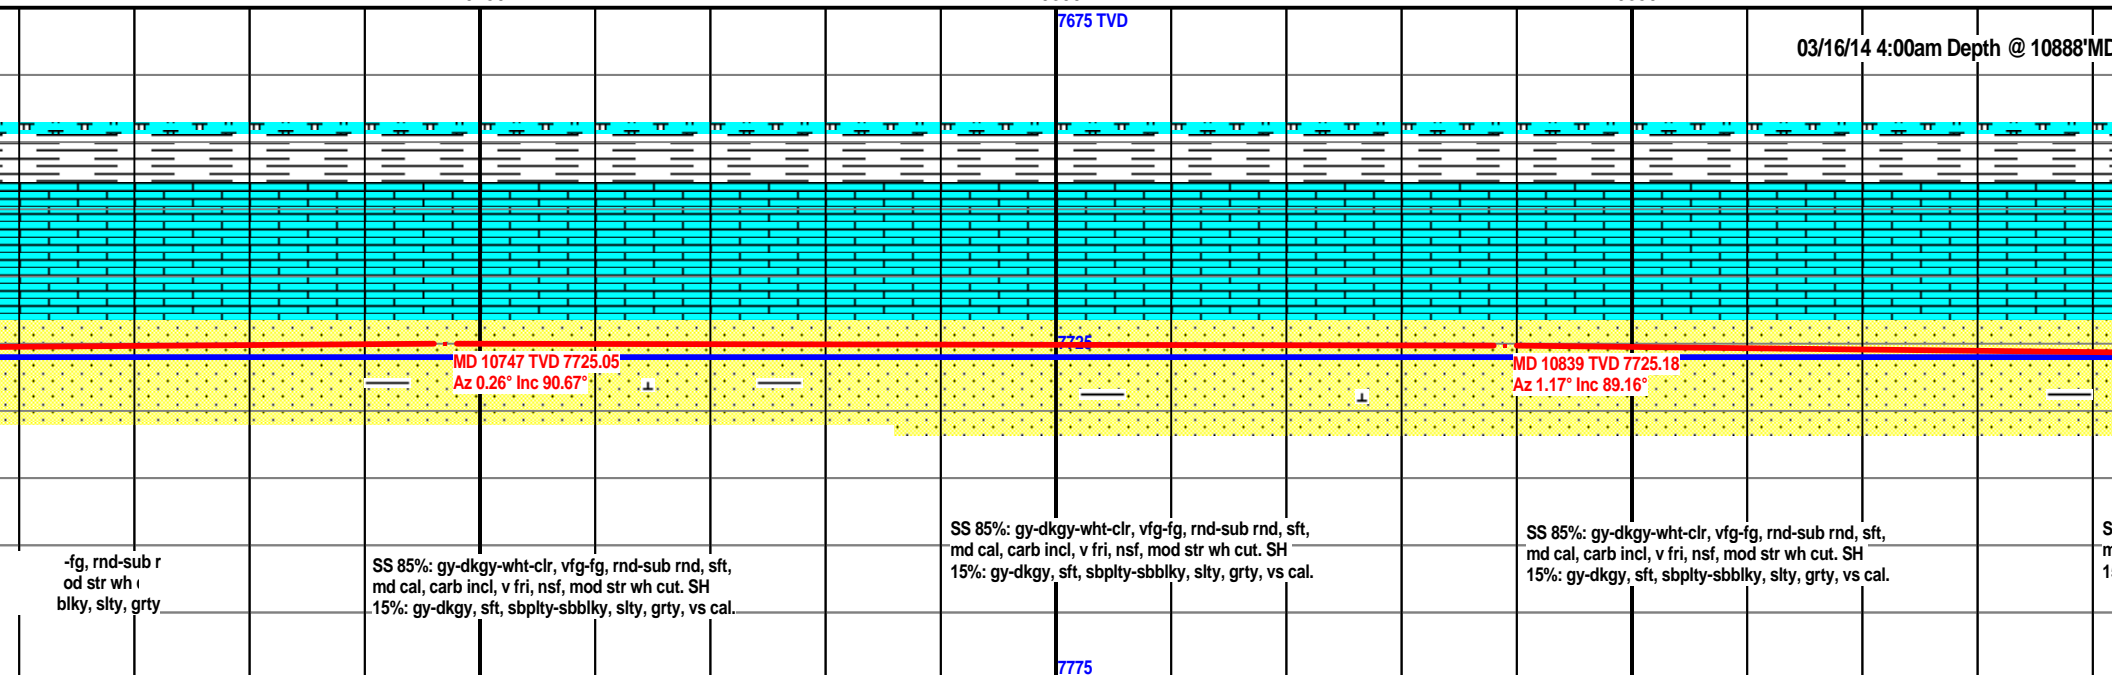 7675 TVD
03/16/14 4:00am Depth @ 10888'MD
7725
MD 10747 TVD 7725.05
Az 0.26° Inc 90.67°
MD 10839 TVD 7725.18
Az 1.17° Inc 89.16°
-fg, rnd-sub r
od str wh
blky, slty, grty
SS 85%: gy-dkgy-wht-clr, vfg-fg, rnd-sub rnd, sft,
md cal, carb incl, v fri, nsf, mod str wh cut. SH
15%: gy-dkgy, sft, sbplty-sbblky, slty, grty, vs cal.
SS 85%: gy-dkgy-wht-clr, vfg-fg, rnd-sub rnd, sft,
md cal, carb incl, v fri, nsf, mod str wh cut. SH
15%: gy-dkgy, sft, sbplty-sbblky, slty, grty, vs cal.
SS 85%: gy-dkgy-wht-clr, vfg-fg, rnd-sub rnd, sft,
md cal, carb incl, v fri, nsf, mod str wh cut. SH
15%: gy-dkgy, sft, sbplty-sbblky, slty, grty, vs cal.
7775